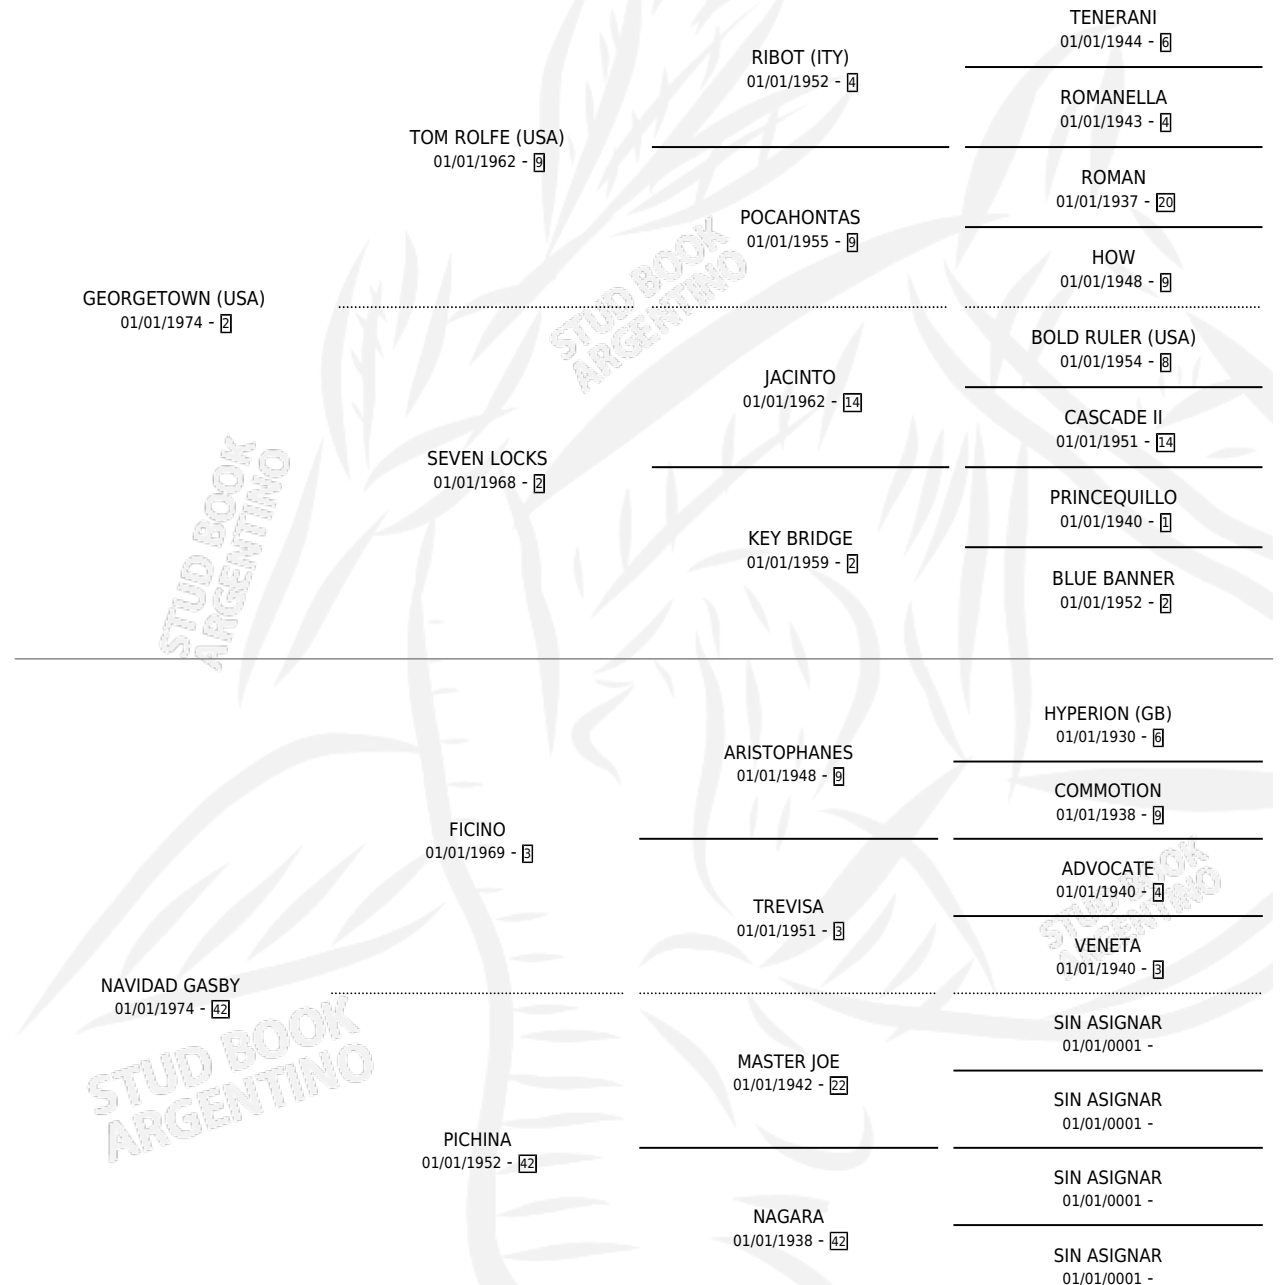 TENERANI
01/01/1944 - 6
RIBOT (ITY)
01/01/1952 - 4
ROMANELLA
01/01/1943 - 4
TOM ROLFE (USA)
01/01/1962 - 9
ROMAN
01/01/1937 - 20
POCAHONTAS
01/01/1955 - 9
HOW
01/01/1948 - 9
GEORGETOWN (USA)
01/01/1974 - 2
STUD BOOK
ARGENTINO
BOLD RULER (USA)
01/01/1954 - 8
JACINTO
01/01/1962 - 14
CASCADE II
01/01/1951 - 14
SEVEN LOCKS
01/01/1968 - 2
PRINCEQUILLO
01/01/1940 - 1
KEY BRIDGE
01/01/1959 - 2
BLUE BANNER
01/01/1952 - 2
STUD BOOK
ARGENTINO
HYPERION (GB)
01/01/1930 - 6
ARISTOPHANES
01/01/1948 - 9
COMMOTION
01/01/1938 - 9
FICINO
01/01/1969 - 3
ADVOCATE
01/01/1940 - 4
TREVISA
01/01/1951 - 3
VENETA
01/01/1940 - 3
STUD BOOK
ARGENTINO
NAVIDAD GASBY
01/01/1974 - 42
SIN ASIGNAR
01/01/0001 -
MASTER JOE
01/01/1942 - 22
SIN ASIGNAR
01/01/0001 -
STUD BOOK
ARGENTINO
PICHINA
01/01/1952 - 42
SIN ASIGNAR
01/01/0001 -
NAGARA
01/01/1938 - 42
SIN ASIGNAR
01/01/0001 -